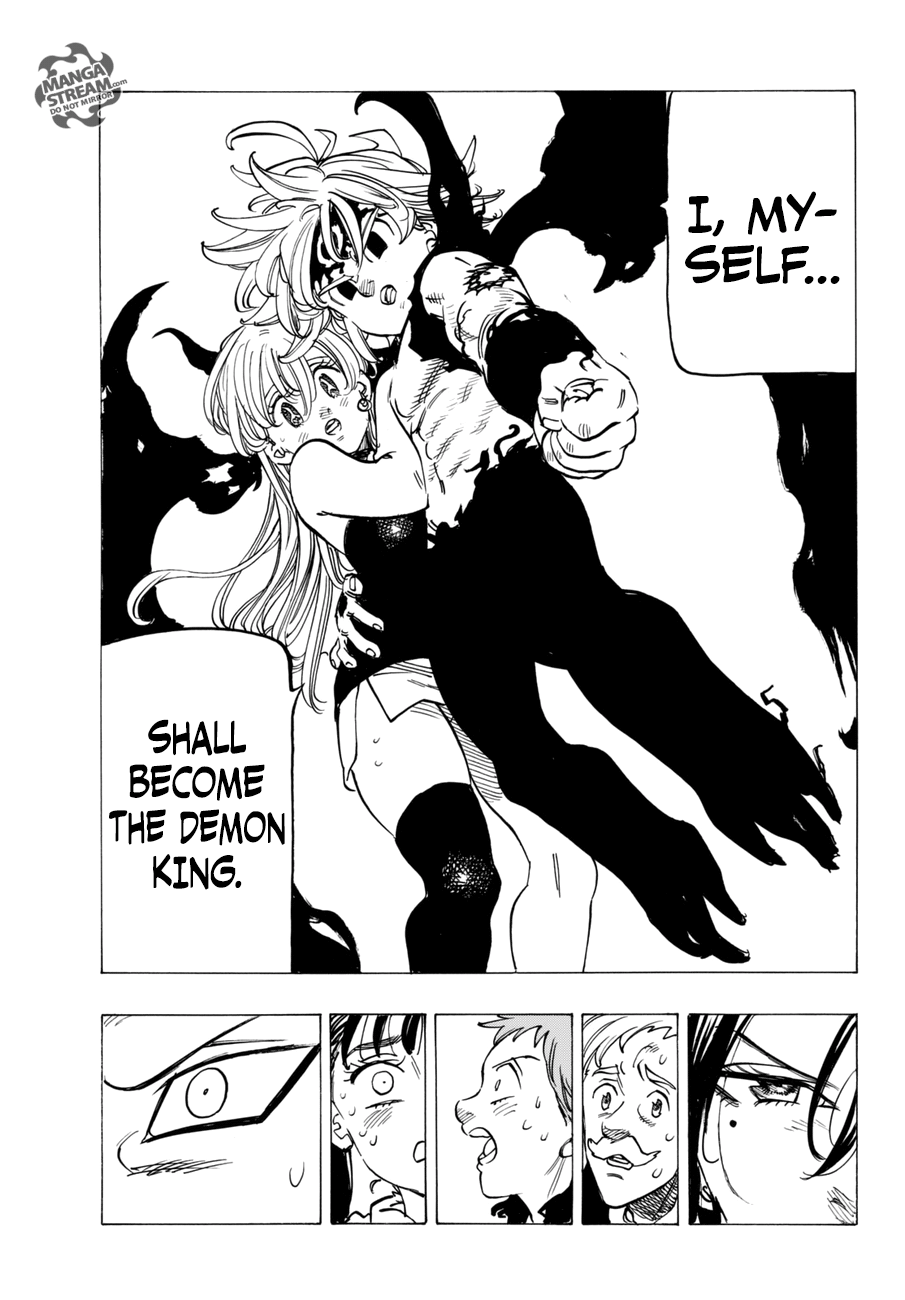 MANGA
STREAM.com
DO NOT MIRROR
I, MY-
SELF...
SHALL
BECOME
THE DEMON
KING.